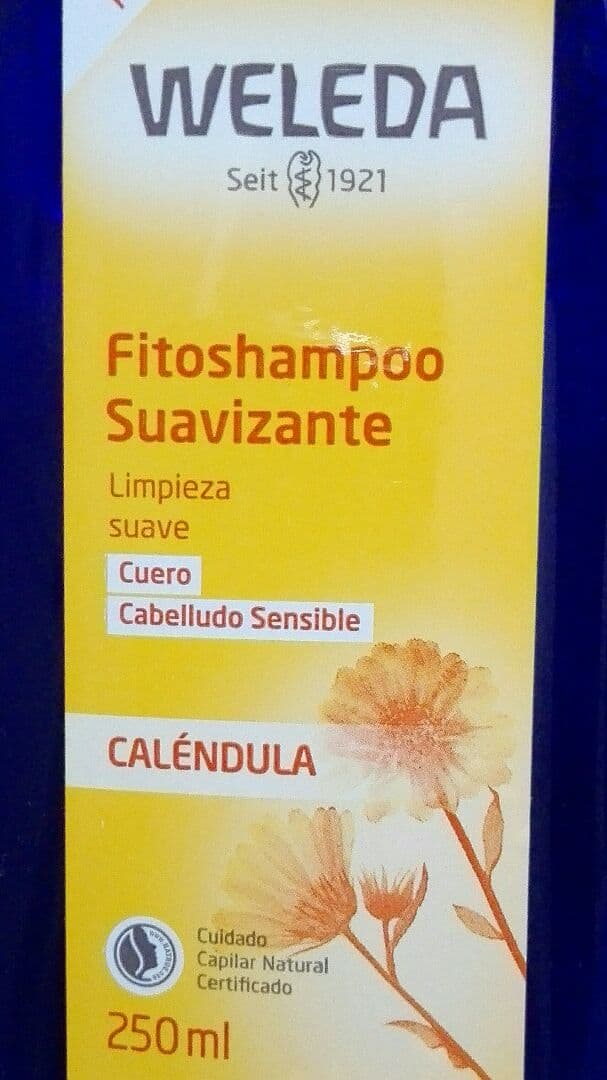 WELEDA
Seit 1921
Fitoshampoo
Suavizante
Limpieza
suave
Cuero
Cabelludo Sensible
CALÉNDULA
Cuidado
Capilar Natural
Certificado
250 ml